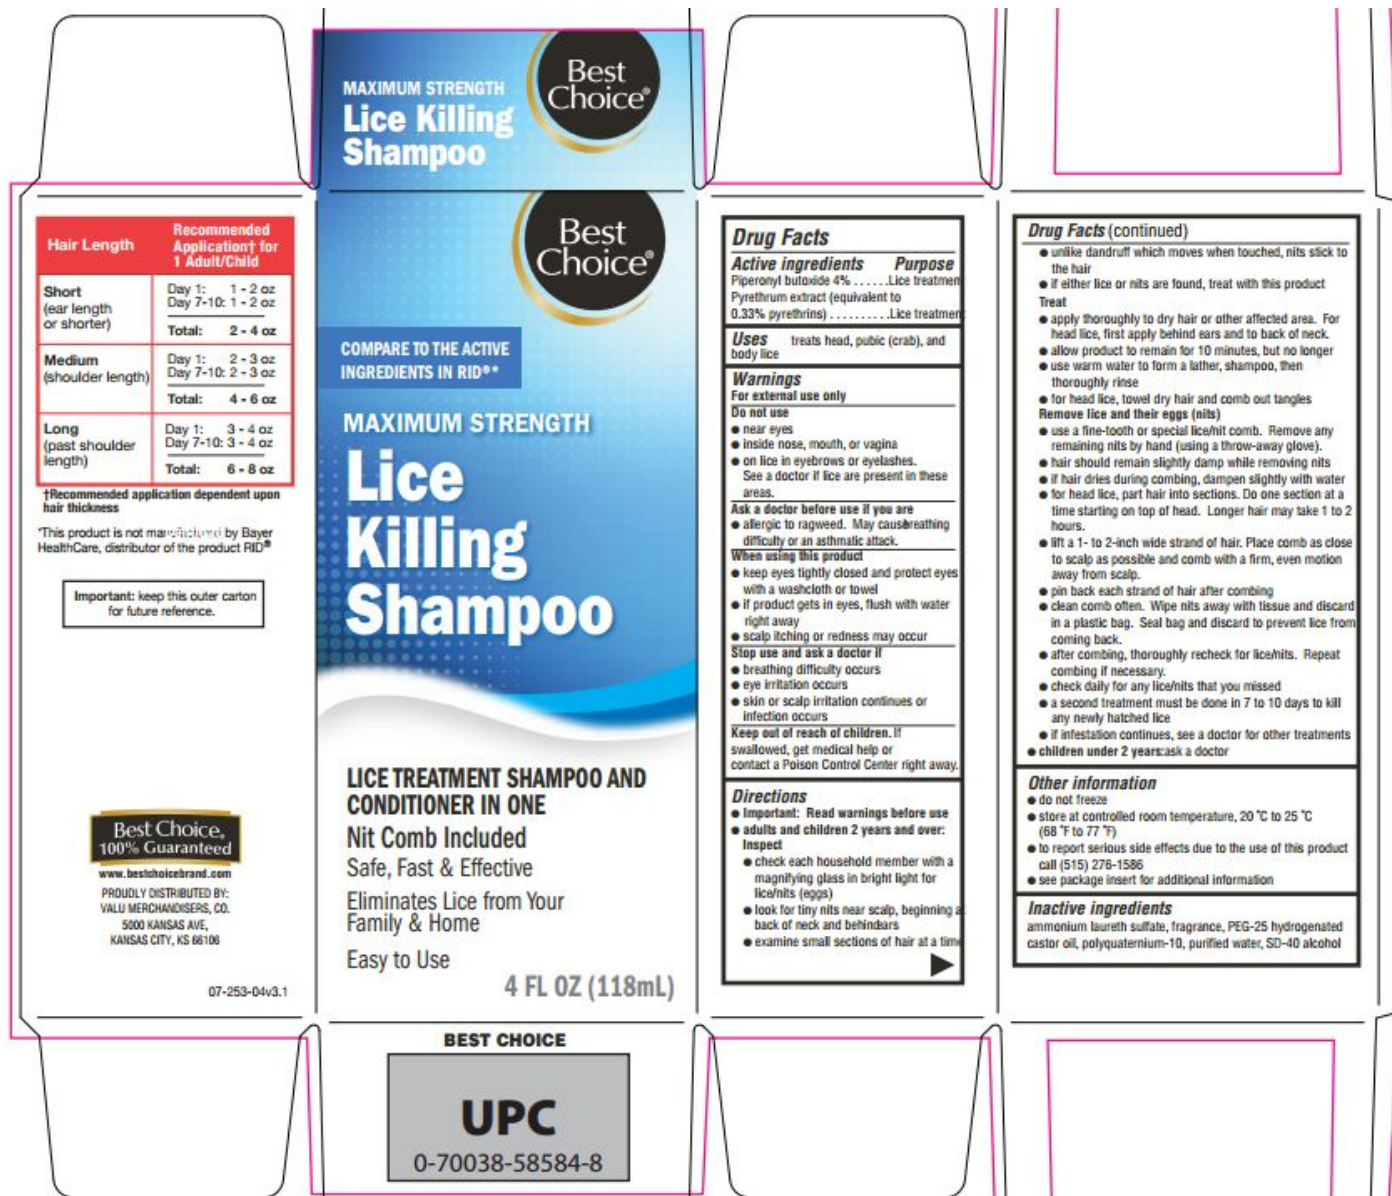 MAXIMUM STRENGTH
Lice Killing
Shampoo
Best
Choice®
Hair Length
Recommended
Application† for
1 Adult/Child
Short
(ear length
or shorter)
Day 1: 1 - 2 oz
Day 7-10: 1 - 2 oz
Total: 2 - 4 oz
Medium
(shoulder length)
Day 1: 2 - 3 oz
Day 7-10: 2 - 3 oz
Total: 4 - 6 oz
Long
(past shoulder
length)
Day 1: 3 - 4 oz
Day 7-10: 3 - 4 oz
Total: 6 - 8 oz
†Recommended application dependent upon
hair thickness
*This product is not manufactured by Bayer
HealthCare, distributor of the product RID®
Important: keep this outer carton
for future reference.
Best Choice®
100% Guaranteed
www.bestchoicebrand.com
PROUDLY DISTRIBUTED BY:
VALU MERCHANDISERS, CO.
5000 KANSAS AVE,
KANSAS CITY, KS 66106
07-253-04v3.1
Best
Choice®
COMPARE TO THE ACTIVE
INGREDIENTS IN RID®*
MAXIMUM STRENGTH
Lice
Killing
Shampoo
LICE TREATMENT SHAMPOO AND
CONDITIONER IN ONE
Nit Comb Included
Safe, Fast & Effective
Eliminates Lice from Your
Family & Home
Easy to Use
4 FL OZ (118mL)
BEST CHOICE
UPC
0-70038-58584-8
Drug Facts
Active ingredients Purpose
Piperonyl butoxide 4% . . . . . .Lice treatmen
Pyrethrum extract (equivalent to
0.33% pyrethrins) . . . . . . . . . .Lice treatment
Uses treats head, pubic (crab), and
body lice
Warnings
For external use only
Do not use
● near eyes
● inside nose, mouth, or vagina
● on lice in eyebrows or eyelashes.
See a doctor if lice are present in these
areas.
Ask a doctor before use if you are
● allergic to ragweed. May cause breathing
difficulty or an asthmatic attack.
When using this product
● keep eyes tightly closed and protect eyes
with a washcloth or towel
● if product gets in eyes, flush with water
right away
● scalp itching or redness may occur
Stop use and ask a doctor if
● breathing difficulty occurs
● eye irritation occurs
● skin or scalp irritation continues or
infection occurs
Keep out of reach of children. If
swallowed, get medical help or
contact a Poison Control Center right away.
Directions
● Important: Read warnings before use
● adults and children 2 years and over:
Inspect
● check each household member with a
magnifying glass in bright light for
lice/nits (eggs)
● look for tiny nits near scalp, beginning a
back of neck and behind ears
● examine small sections of hair at a time
Drug Facts (continued)
● unlike dandruff which moves when touched, nits stick to
the hair
● if either lice or nits are found, treat with this product
Treat
● apply thoroughly to dry hair or other affected area. For
head lice, first apply behind ears and to back of neck.
● allow product to remain for 10 minutes, but no longer
● use warm water to form a lather, shampoo, then
thoroughly rinse
● for head lice, towel dry hair and comb out tangles
Remove lice and their eggs (nits)
● use a fine-tooth or special lice/nit comb. Remove any
remaining nits by hand (using a throw-away glove).
● hair should remain slightly damp while removing nits
● if hair dries during combing, dampen slightly with water
● for head lice, part hair into sections. Do one section at a
time starting on top of head. Longer hair may take 1 to 2
hours.
● lift a 1- to 2-inch wide strand of hair. Place comb as close
to scalp as possible and comb with a firm, even motion
away from scalp.
● pin back each strand of hair after combing
● clean comb often. Wipe nits away with tissue and discard
in a plastic bag. Seal bag and discard to prevent lice from
coming back.
● after combing, thoroughly recheck for lice/nits. Repeat
combing if necessary.
● check daily for any lice/nits that you missed
● a second treatment must be done in 7 to 10 days to kill
any newly hatched lice
● if infestation continues, see a doctor for other treatments
● children under 2 years:ask a doctor
Other information
● do not freeze
● store at controlled room temperature, 20 ˚C to 25 ˚C
(68 ˚F to 77 ˚F)
● to report serious side effects due to the use of this product
call (515) 276-1586
● see package insert for additional information
Inactive ingredients
ammonium laureth sulfate, fragrance, PEG-25 hydrogenated
castor oil, polyquaternium-10, purified water, SD-40 alcohol